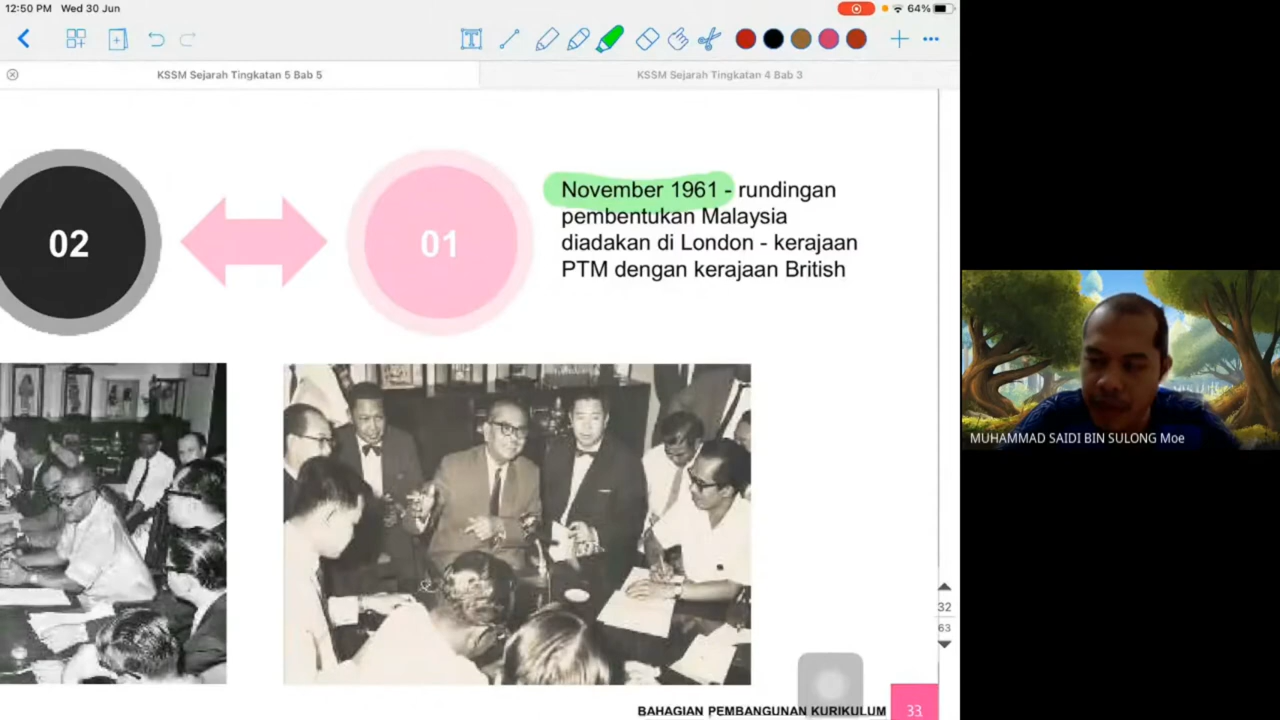 12:50 PM Wed 30 Jun
64%
KSSM Sejarah Tingkatan 5 Bab 5
KSSM Sejarah Tingkatan 4 Bab 3
02
01
November 1961 - rundingan
pembentukan Malaysia
diadakan di London - kerajaan
PTM dengan kerajaan British
MUHAMMAD SAIDI BIN SULONG Moe
32
63
BAHAGIAN PEMBANGUNAN KURIKULUM
33